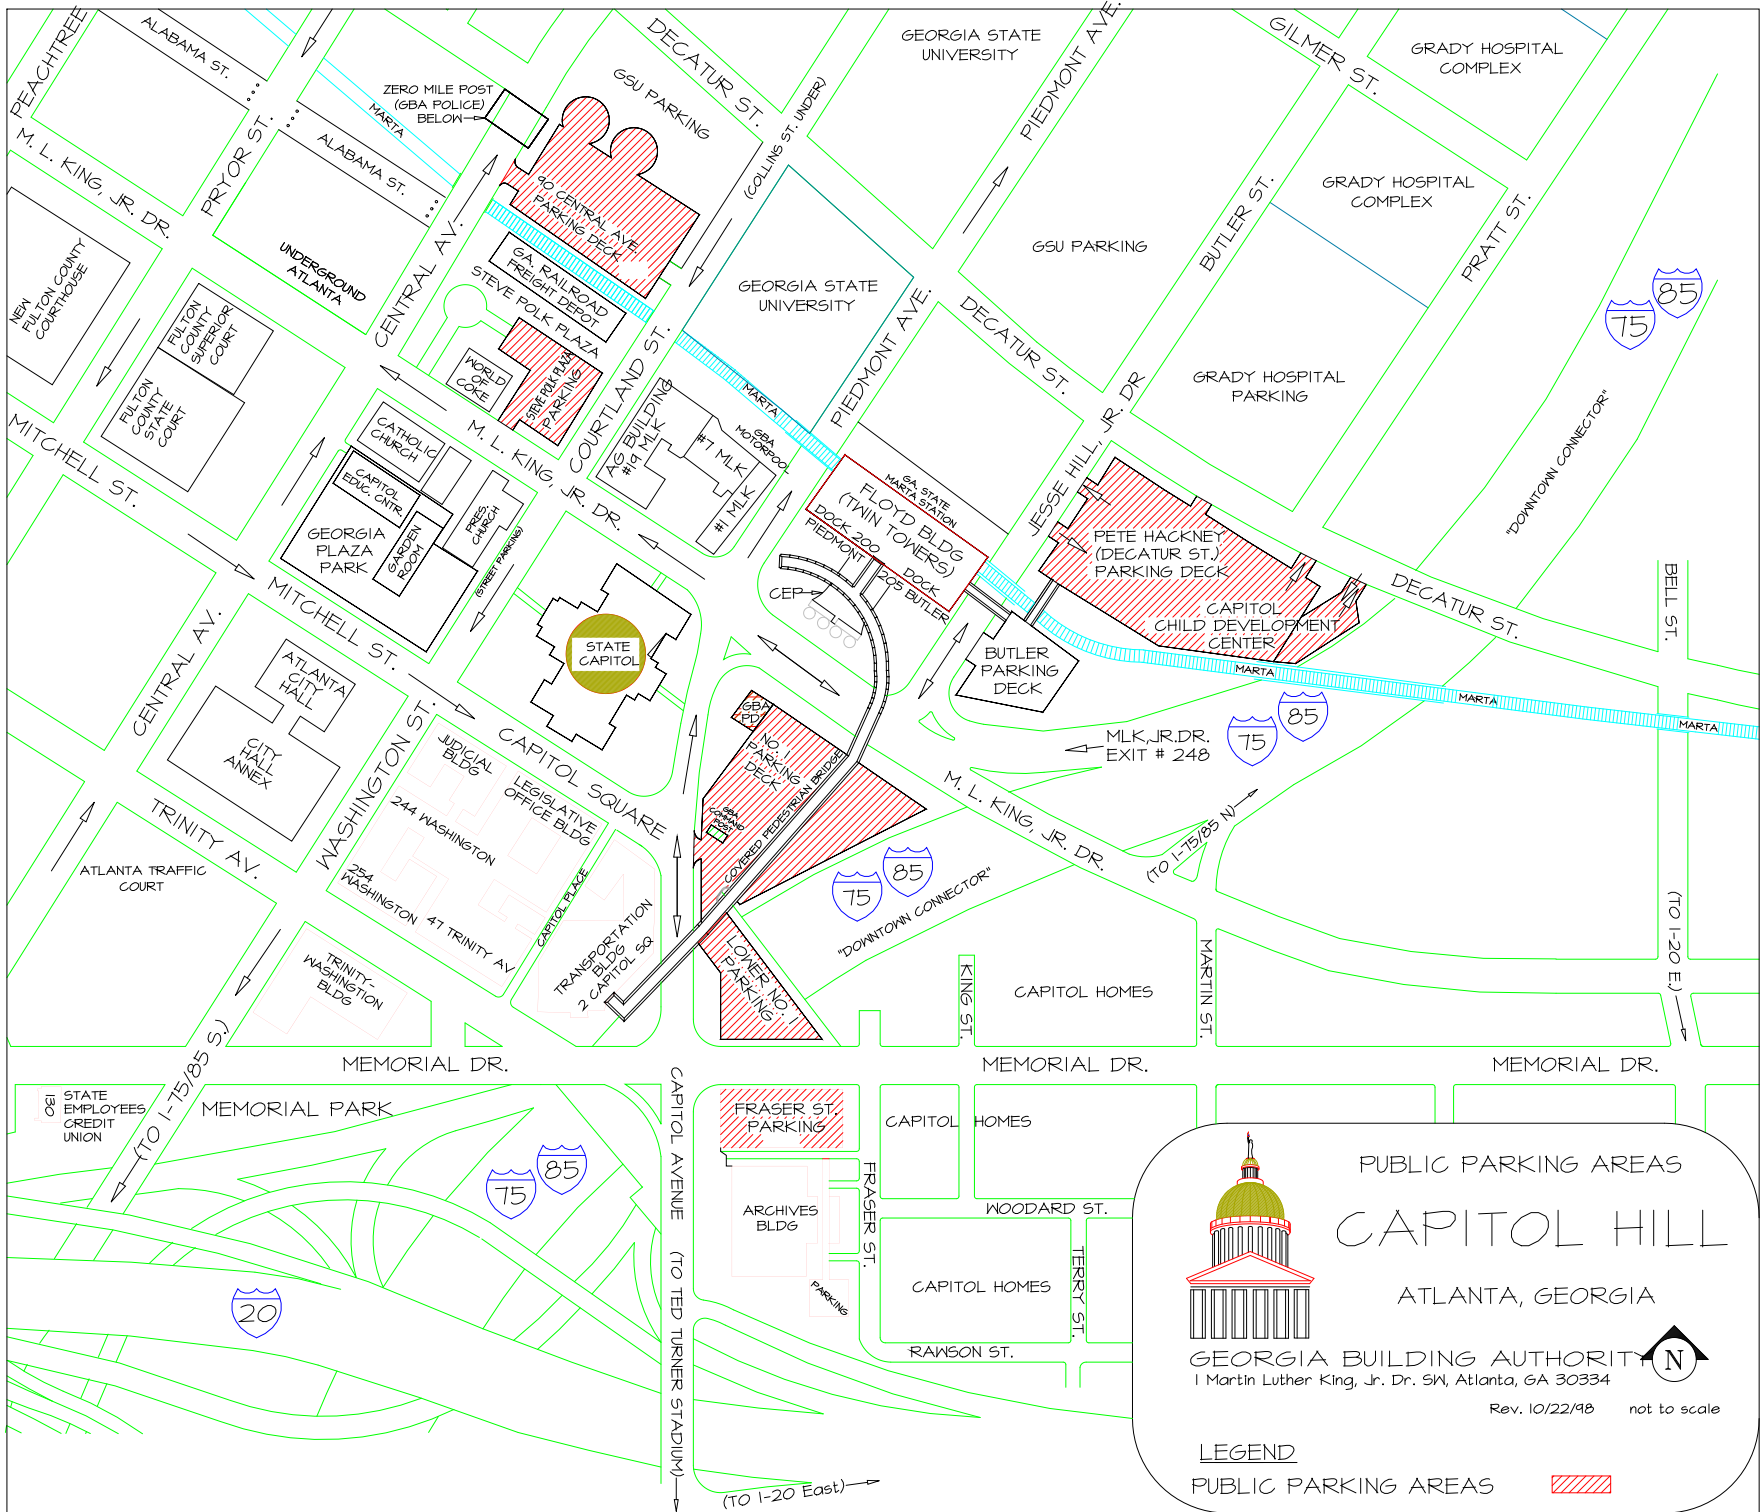 PEACHTREE
ALABAMA ST.
M. L. KING, JR. DR.
PRYOR ST.
ALABAMA ST.
MARTA
ZERO MILE POST
(GBA POLICE)
BELOW
GSU PARKING
DECATUR ST.
(COLLINS ST. UNDER)
GEORGIA STATE
UNIVERSITY
PIEDMONT AVE.
GILMER ST.
GRADY HOSPITAL
COMPLEX
90 CENTRAL AVE
PARKING DECK
GRADY HOSPITAL
COMPLEX
GSU PARKING
BUTLER ST.
PRATT ST.
NEW
FULTON COUNTY
COURTHOUSE
UNDERGROUND
ATLANTA
CENTRAL AV.
GA. RAILROAD
FREIGHT DEPOT
STEVE POLK PLAZA
GEORGIA STATE
UNIVERSITY
PIEDMONT AVE.
DECATUR ST.
75
85
FULTON
COUNTY
SUPERIOR
COURT
FULTON
COUNTY
STATE
COURT
WORLD
OF
COKE
STEVE POLK PLAZA
PARKING
COURTLAND ST.
MARTA
GRADY HOSPITAL
PARKING
"DOWNTOWN CONNECTOR"
MITCHELL ST.
CATHOLIC
CHURCH
M. L. KING, JR. DR.
AG BUILDING
#19 MLK
#7 MLK
#1 MLK
GBA
MOTORPOOL
JESSE HILL, JR. DR
CAPITOL
EDUC. CNTR.
GEORGIA
PLAZA
PARK
GARDEN
ROOM
PRES.
CHURCH
(STREET PARKING)
GA. STATE
MARTA STATION
FLOYD BLDG
(TWIN TOWERS)
DOCK 200
PIEDMONT
DOCK
205 BUTLER
CEP
PETE HACKNEY
(DECATUR ST.)
PARKING DECK
CAPITOL
CHILD DEVELOPMENT
CENTER
DECATUR ST.
BELL ST.
MITCHELL ST.
STATE
CAPITOL
BUTLER
PARKING
DECK
MARTA
MARTA
MARTA
CENTRAL AV.
ATLANTA
CITY
HALL
CITY
HALL
ANNEX
WASHINGTON ST.
CAPITOL SQUARE
JUDICIAL
BLDG
LEGISLATIVE
OFFICE BLDG
244 WASHINGTON
254
WASHINGTON
47 TRINITY AV
CAPITOL PLACE
GBA
PD
NO. 1
PARKING
DECK
GBA
COMMAND
POST
COVERED PEDESTRIAN BRIDGE
75
85
MLK,JR.DR.
EXIT # 248
M. L. KING, JR. DR.
(TO I-75/85 N)
TRINITY AV.
ATLANTA TRAFFIC
COURT
75
85
"DOWNTOWN CONNECTOR"
TRINITY-
WASHINGTON
BLDG
TRANSPORTATION
BLDG
2 CAPITOL SQ
LOWER NO. 1
PARKING
KING ST.
CAPITOL HOMES
MARTIN ST.
(TO I-20 E.)
(TO I-75/85 S.)
MEMORIAL DR.
MEMORIAL DR.
MEMORIAL DR.
130
STATE
EMPLOYEES
CREDIT
UNION
MEMORIAL PARK
75
85
20
CAPITOL AVENUE
(TO TED TURNER STADIUM)
FRASER ST.
PARKING
ARCHIVES
BLDG
PARKING
FRASER ST.
CAPITOL HOMES
WOODARD ST.
CAPITOL HOMES
TERRY ST.
RAWSON ST.
(TO I-20 East)
PUBLIC PARKING AREAS
CAPITOL HILL
ATLANTA, GEORGIA
GEORGIA BUILDING AUTHORITY
N
1 Martin Luther King, Jr. Dr. SW, Atlanta, GA 30334
Rev. 10/22/98 not to scale
LEGEND
PUBLIC PARKING AREAS